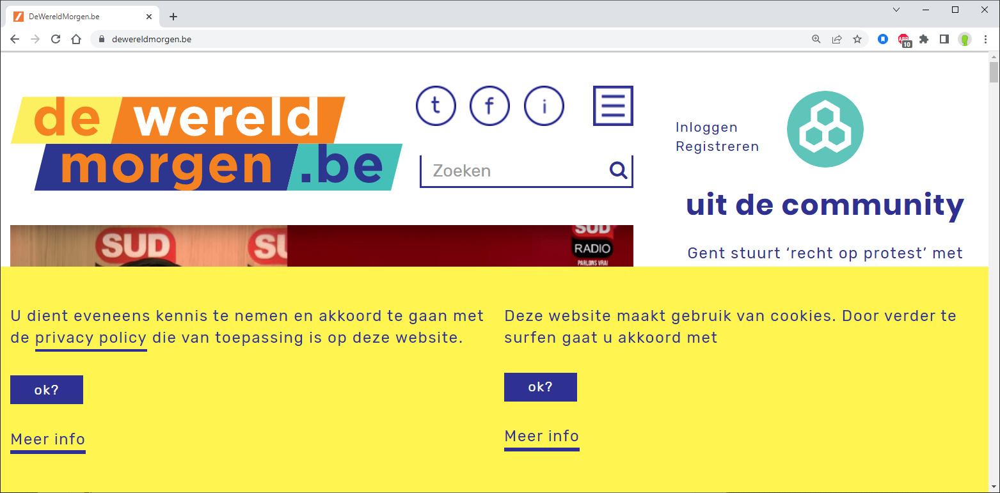 DeWereldMorgen.be
dewereldmorgen.be
ABP
10
de wereld
morgen .be
t f i
Zoeken
Inloggen
Registreren
uit de community
Gent stuurt ‘recht op protest’ met
SUD
SU
SUD
RADIO
PARLONS VRAI
U dient eveneens kennis te nemen en akkoord te gaan met
de privacy policy die van toepassing is op deze website.
ok?
Meer info
Deze website maakt gebruik van cookies. Door verder te
surfen gaat u akkoord met
ok?
Meer info